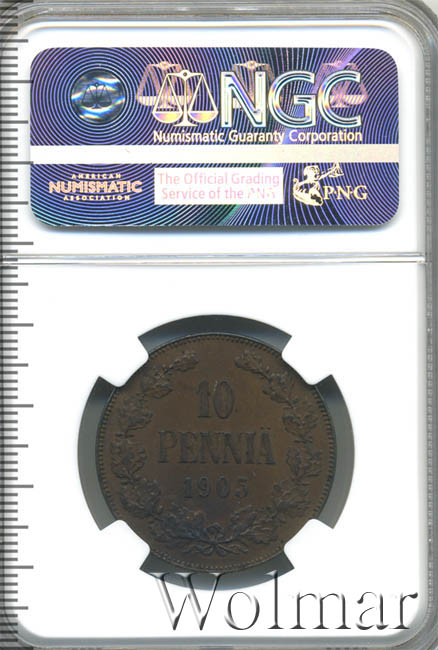 NGC
Numismatic Guaranty Corporation
AMERICAN
NUMISMATIC
ASSOCIATION
The Official Grading
Service of the ANA
PNG
10
PENNIÄ
1905
Wolmar